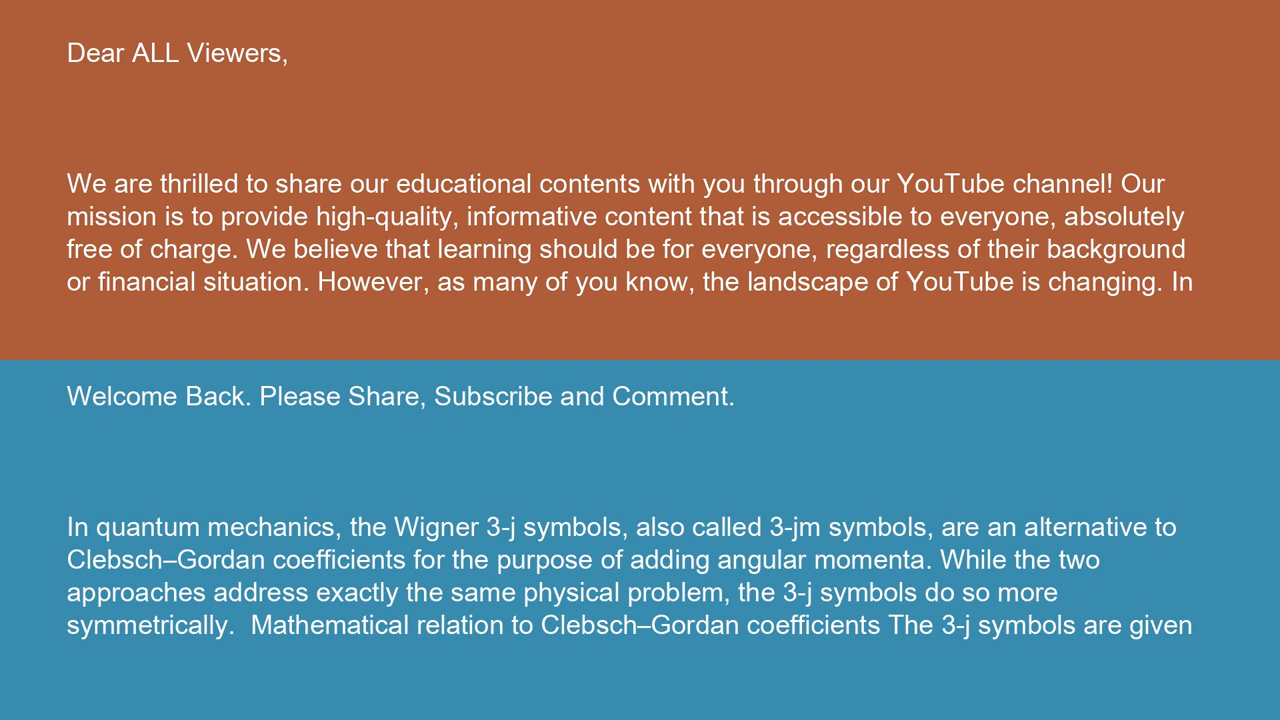 Dear ALL Viewers,
We are thrilled to share our educational contents with you through our YouTube channel! Our
mission is to provide high-quality, informative content that is accessible to everyone, absolutely
free of charge. We believe that learning should be for everyone, regardless of their background
or financial situation. However, as many of you know, the landscape of YouTube is changing. In
Welcome Back. Please Share, Subscribe and Comment.
In quantum mechanics, the Wigner 3-j symbols, also called 3-jm symbols, are an alternative to
Clebsch–Gordan coefficients for the purpose of adding angular momenta. While the two
approaches address exactly the same physical problem, the 3-j symbols do so more
symmetrically.  Mathematical relation to Clebsch–Gordan coefficients The 3-j symbols are given